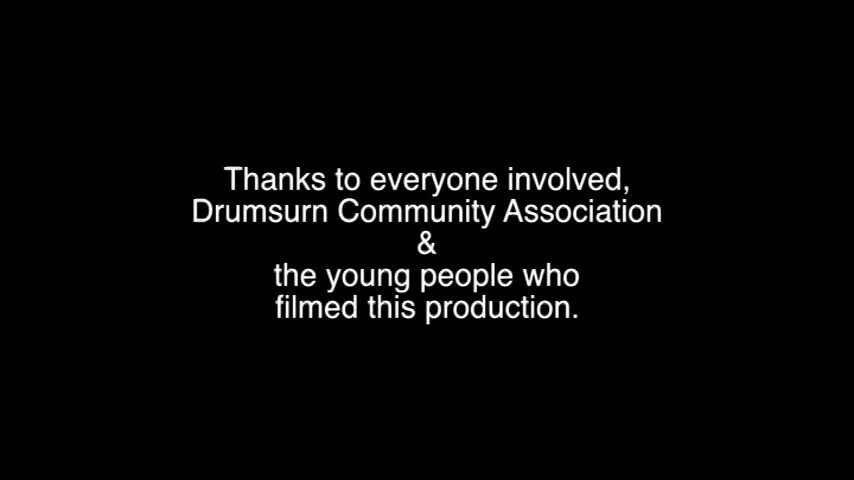 Thanks to everyone involved,
Drumsurn Community Association
&
the young people who
filmed this production.